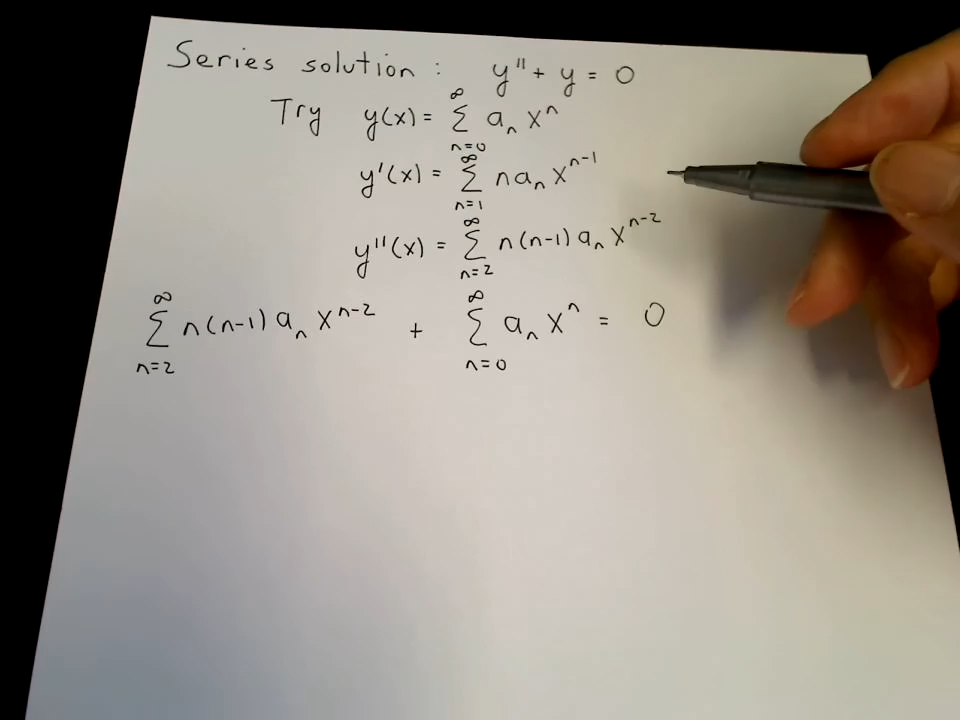 Series solution : y'' + y = 0
Try y(x) = ∑_{n=0}^{∞} a_n x^n
y'(x) = ∑_{n=1}^{∞} n a_n x^{n-1}
y''(x) = ∑_{n=2}^{∞} n(n-1) a_n x^{n-2}
∑_{n=2}^{∞} n(n-1) a_n x^{n-2} + ∑_{n=0}^{∞} a_n x^n = 0